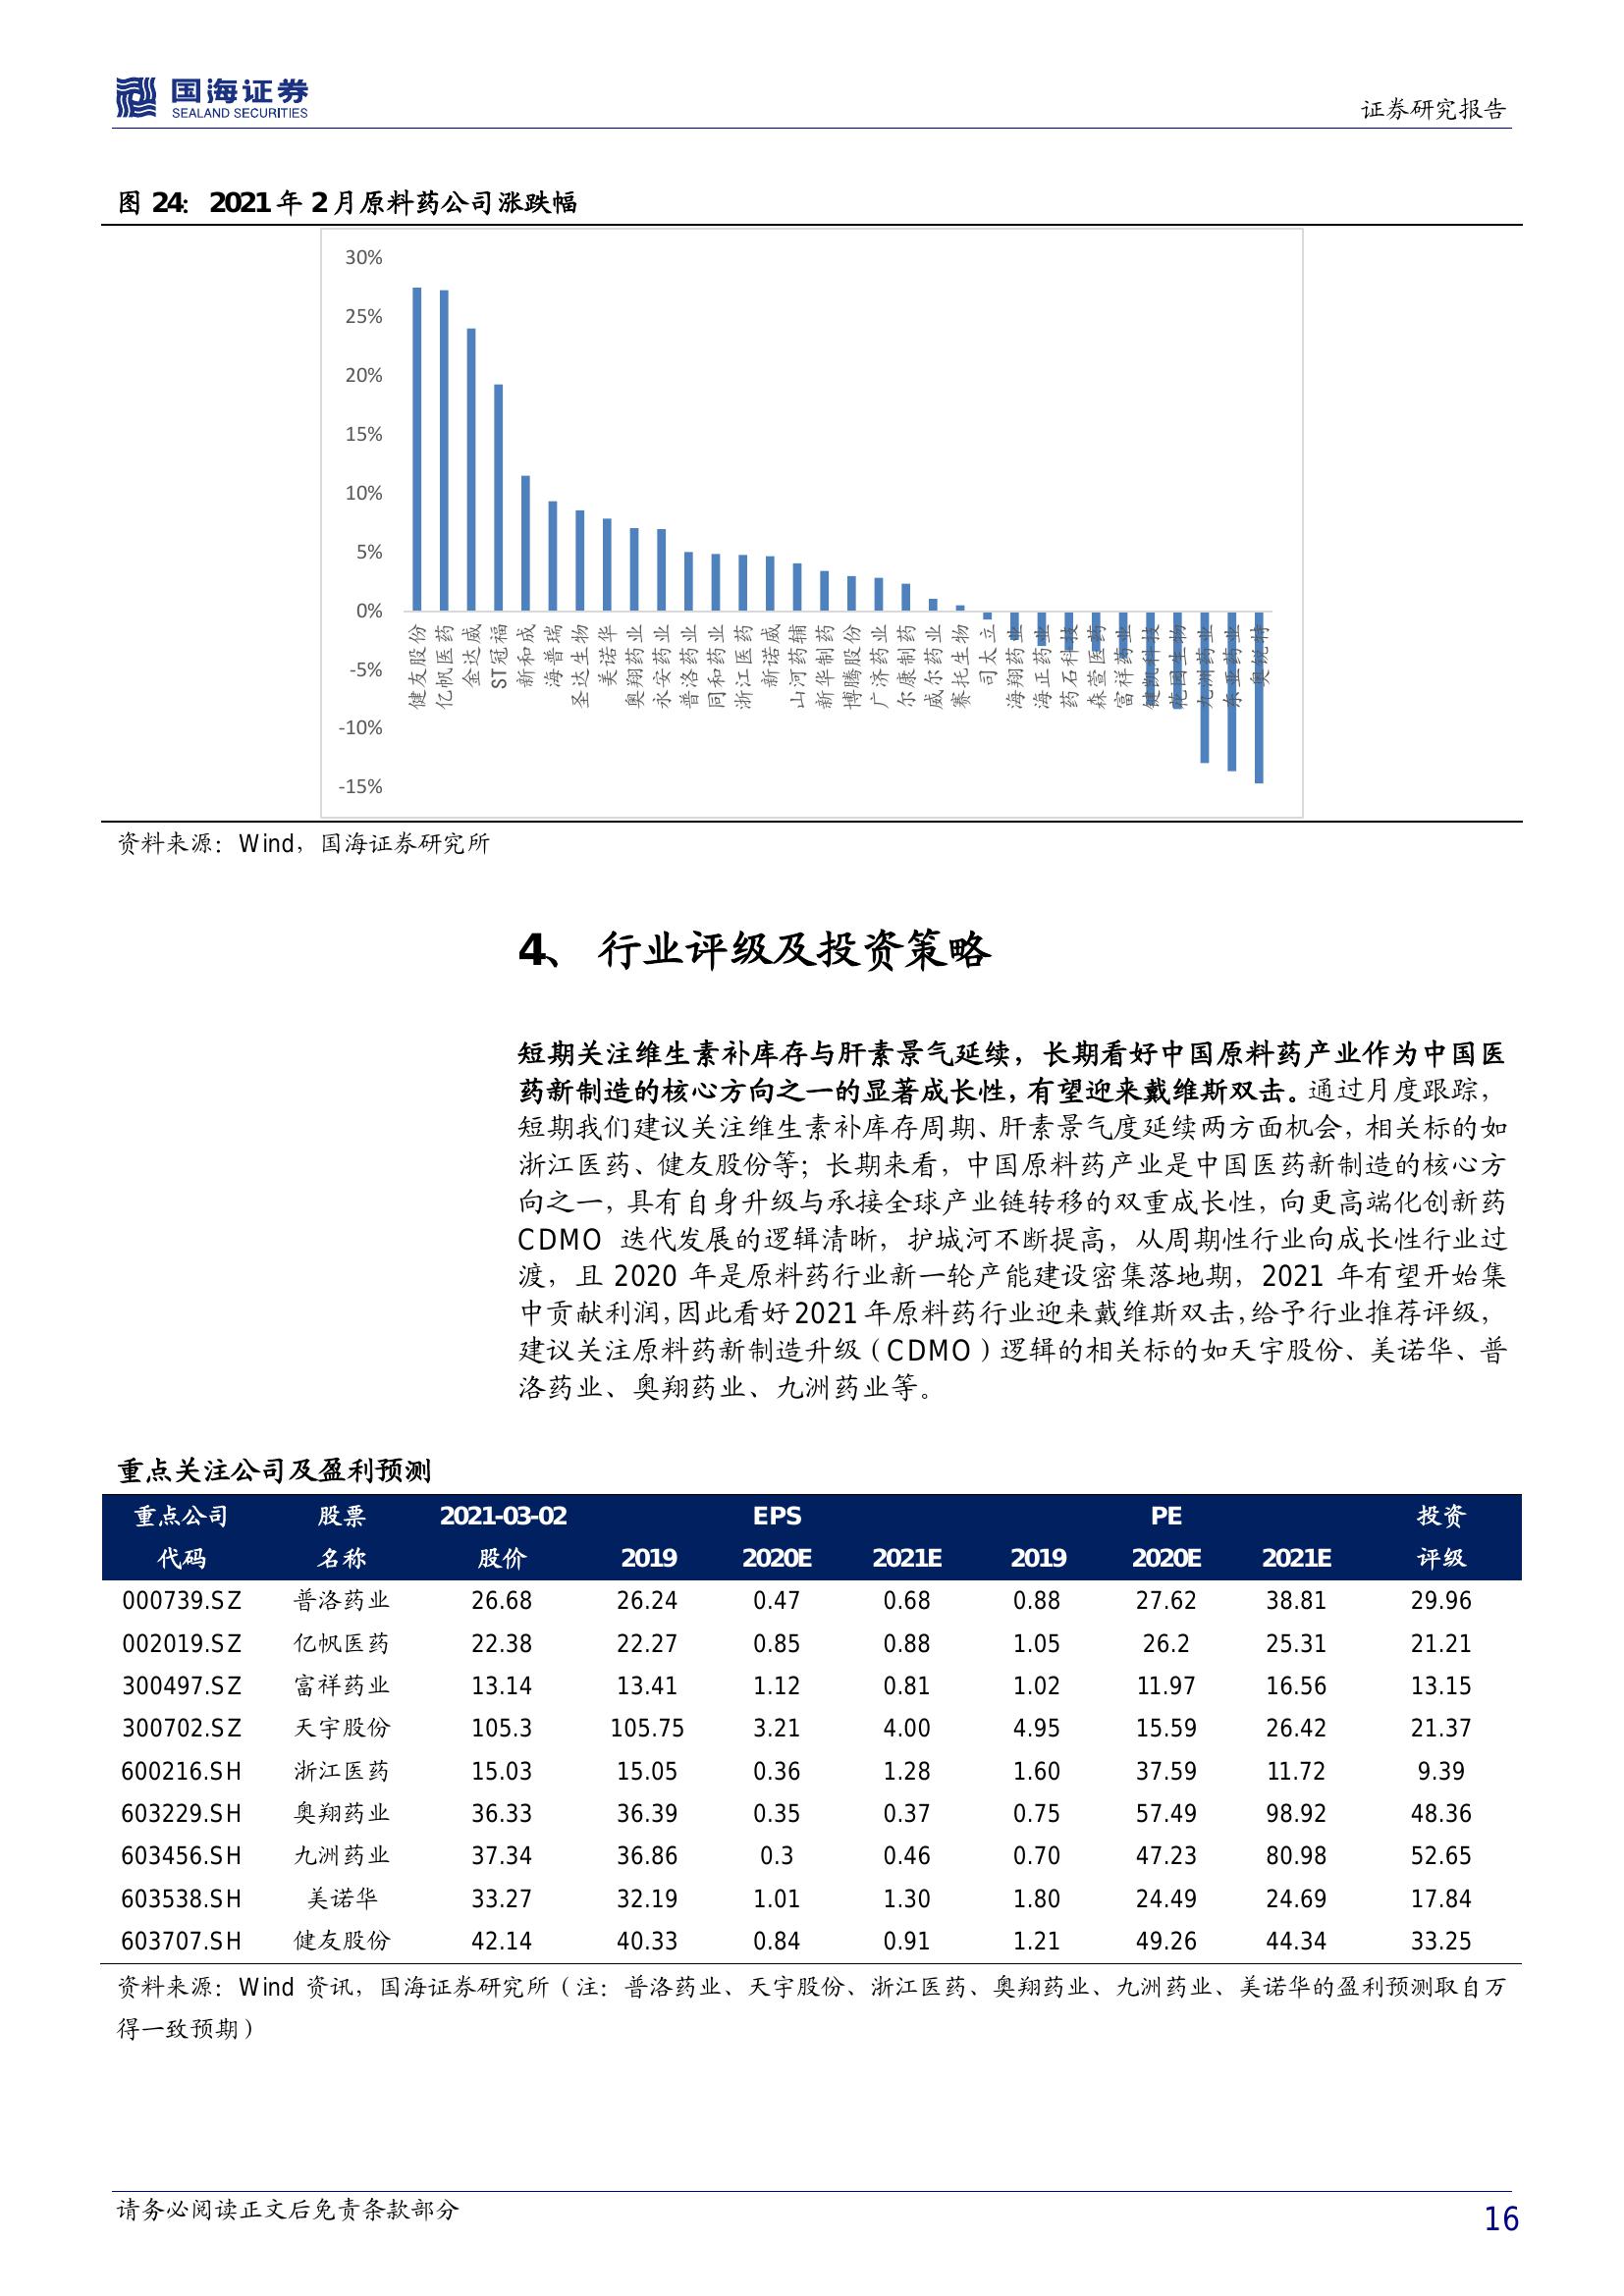 国海证券
SEALAND SECURITIES
证券研究报告
图 24： 2021 年 2 月原料药公司涨跌幅
30%
25%
20%
15%
10%
5%
0%
-5%
-10%
-15%
健友股份
亿帆医药
金达威
ST冠福
新和成
海普瑞
圣达生物
美诺华
奥翔药业
永安药业
普洛药业
同和药业
浙江医药
新诺威
山河药辅
新华制药
博腾股份
广济药业
尔康制药
威尔药业
赛托生物
司太立
海翔药业
海正药业
药石科技
森萱医药
富祥药业
键凯科技
花园生物
九洲药业
东亚药业
奥锐特
资料来源：Wind，国海证券研究所
4、 行业评级及投资策略
短期关注维生素补库存与肝素景气延续，长期看好中国原料药产业作为中国医
药新制造的核心方向之一的显著成长性，有望迎来戴维斯双击。通过月度跟踪，
短期我们建议关注维生素补库存周期、肝素景气度延续两方面机会，相关标的如
浙江医药、健友股份等；长期来看，中国原料药产业是中国医药新制造的核心方
向之一，具有自身升级与承接全球产业链转移的双重成长性，向更高端化创新药
CDMO 迭代发展的逻辑清晰，护城河不断提高，从周期性行业向成长性行业过
渡，且 2020 年是原料药行业新一轮产能建设密集落地期，2021 年有望开始集
中贡献利润，因此看好 2021 年原料药行业迎来戴维斯双击，给予行业推荐评级，
建议关注原料药新制造升级（CDMO）逻辑的相关标的如天宇股份、美诺华、普
洛药业、奥翔药业、九洲药业等。
重点关注公司及盈利预测
重点公司 股票 2021-03-02 EPS PE 投资
代码 名称 股价 2019 2020E 2021E 2019 2020E 2021E 评级
000739.SZ 普洛药业 26.68 26.24 0.47 0.68 0.88 27.62 38.81 29.96
002019.SZ 亿帆医药 22.38 22.27 0.85 0.88 1.05 26.2 25.31 21.21
300497.SZ 富祥药业 13.14 13.41 1.12 0.81 1.02 11.97 16.56 13.15
300702.SZ 天宇股份 105.3 105.75 3.21 4.00 4.95 15.59 26.42 21.37
600216.SH 浙江医药 15.03 15.05 0.36 1.28 1.60 37.59 11.72 9.39
603229.SH 奥翔药业 36.33 36.39 0.35 0.37 0.75 57.49 98.92 48.36
603456.SH 九洲药业 37.34 36.86 0.3 0.46 0.70 47.23 80.98 52.65
603538.SH 美诺华 33.27 32.19 1.01 1.30 1.80 24.49 24.69 17.84
603707.SH 健友股份 42.14 40.33 0.84 0.91 1.21 49.26 44.34 33.25
资料来源：Wind 资讯，国海证券研究所（注：普洛药业、天宇股份、浙江医药、奥翔药业、九洲药业、美诺华的盈利预测取自万
得一致预期）
请务必阅读正文后免责条款部分
16